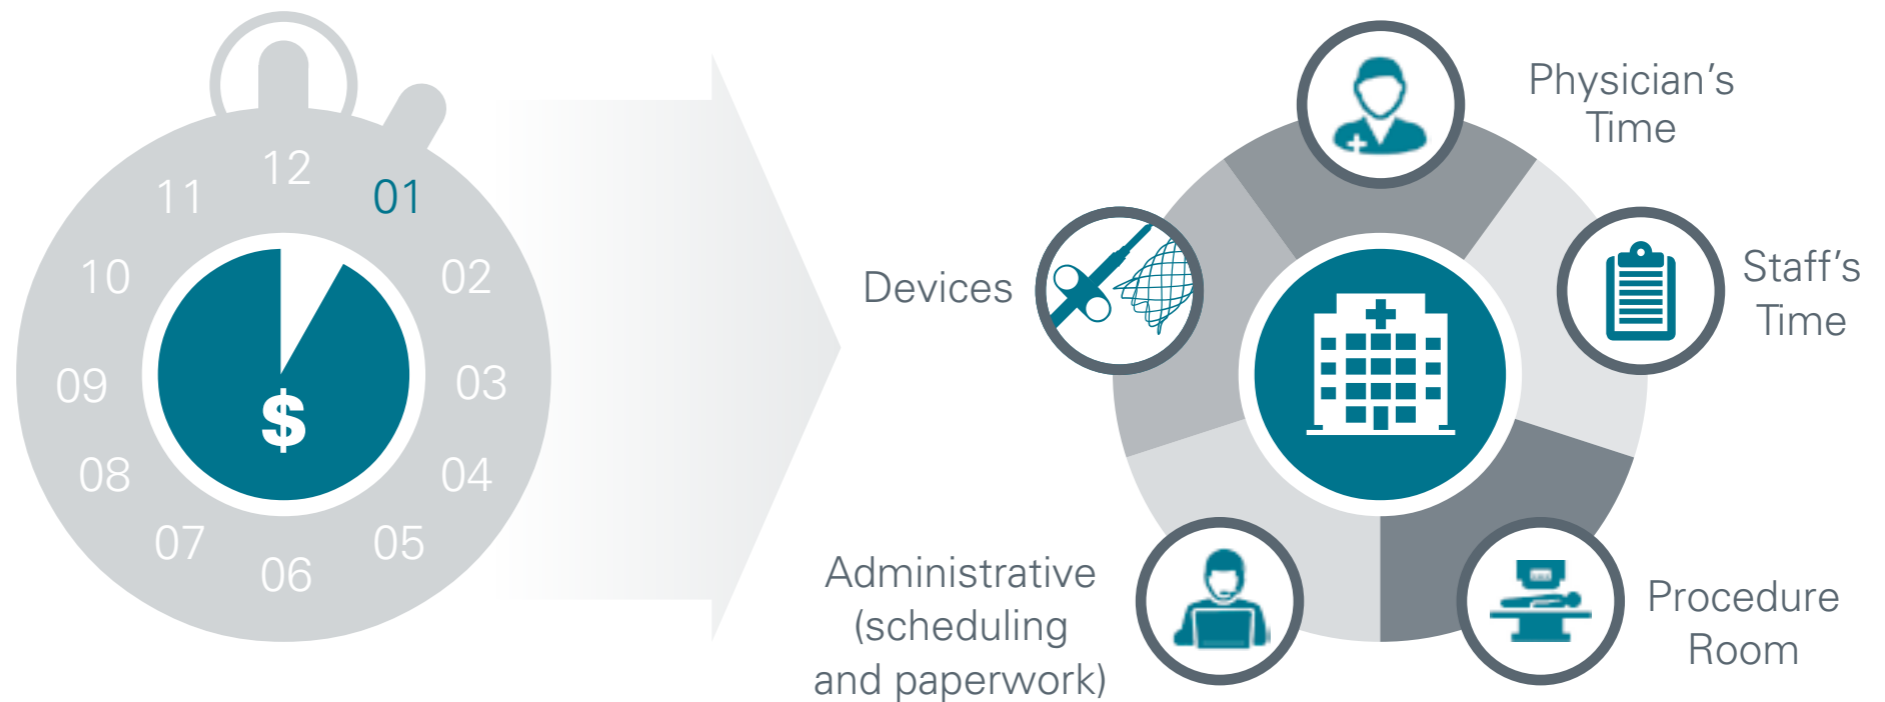 12
01
02
03
04
05
06
07
08
09
10
11
$
Physician’s
Time
Staff’s
Time
Procedure
Room
Administrative
(scheduling
and paperwork)
Devices